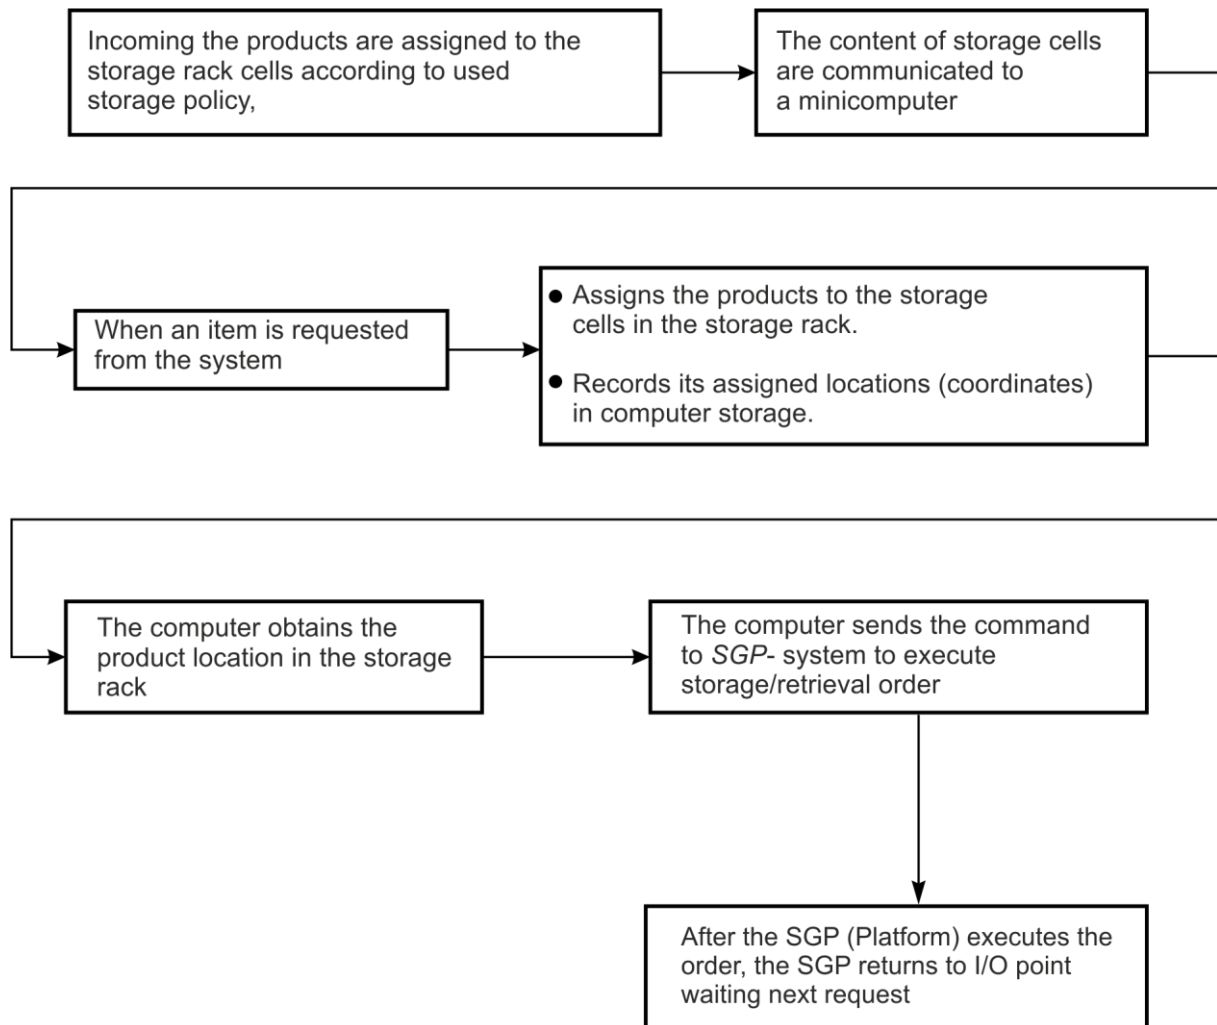 Incoming the products are assigned to the
storage rack cells according to used
storage policy,
The content of storage cells
are communicated to
a minicomputer
When an item is requested
from the system
● Assigns the products to the storage
cells in the storage rack.
● Records its assigned locations (coordinates)
in computer storage.
The computer obtains the
product location in the storage
rack
The computer sends the command
to SGP- system to execute
storage/retrieval order
After the SGP (Platform) executes the
order, the SGP returns to I/O point
waiting next request